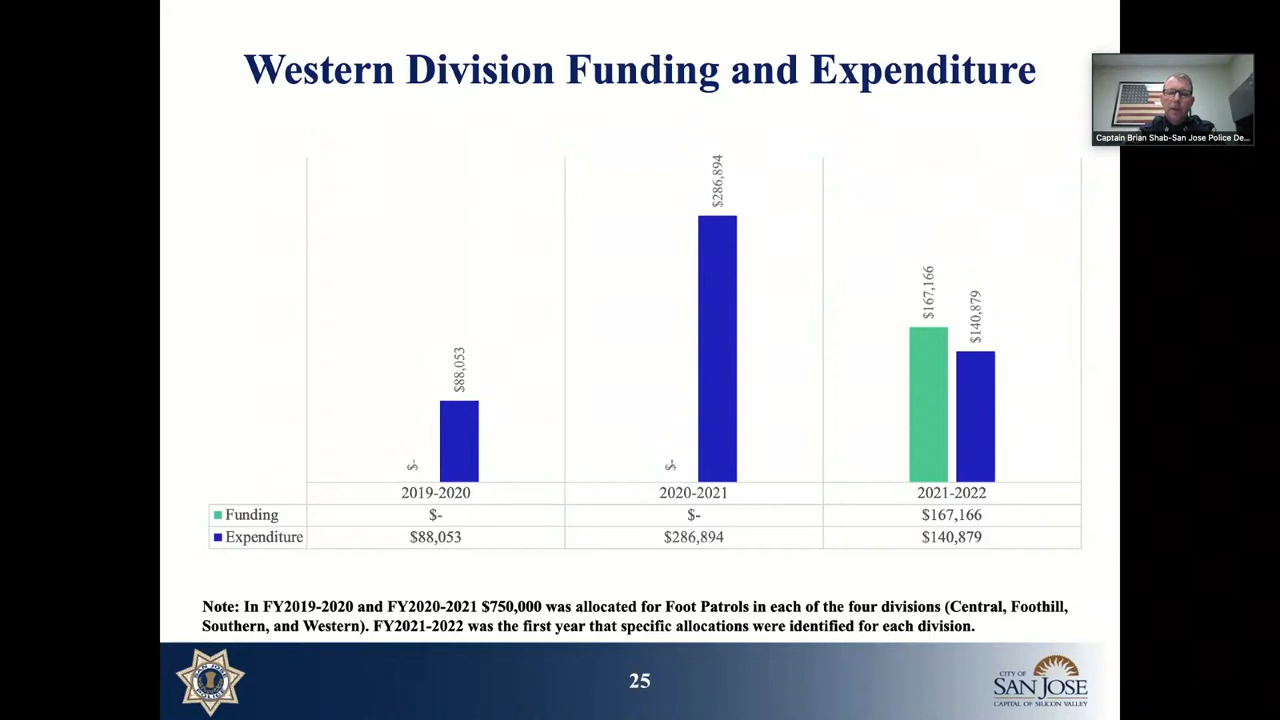 Western Division Funding and Expenditure
Captain Brian Shab-San Jose Police De...
$-
$88,053
$-
$286,894
$167,166
$140,879
2019-2020 2020-2021 2021-2022
Funding $- $- $167,166
Expenditure $88,053 $286,894 $140,879
Note: In FY2019-2020 and FY2020-2021 $750,000 was allocated for Foot Patrols in each of the four divisions (Central, Foothill,
Southern, and Western). FY2021-2022 was the first year that specific allocations were identified for each division.
SAN JOSE
POLICE
25
CITY OF
SAN JOSE
CAPITAL OF SILICON VALLEY